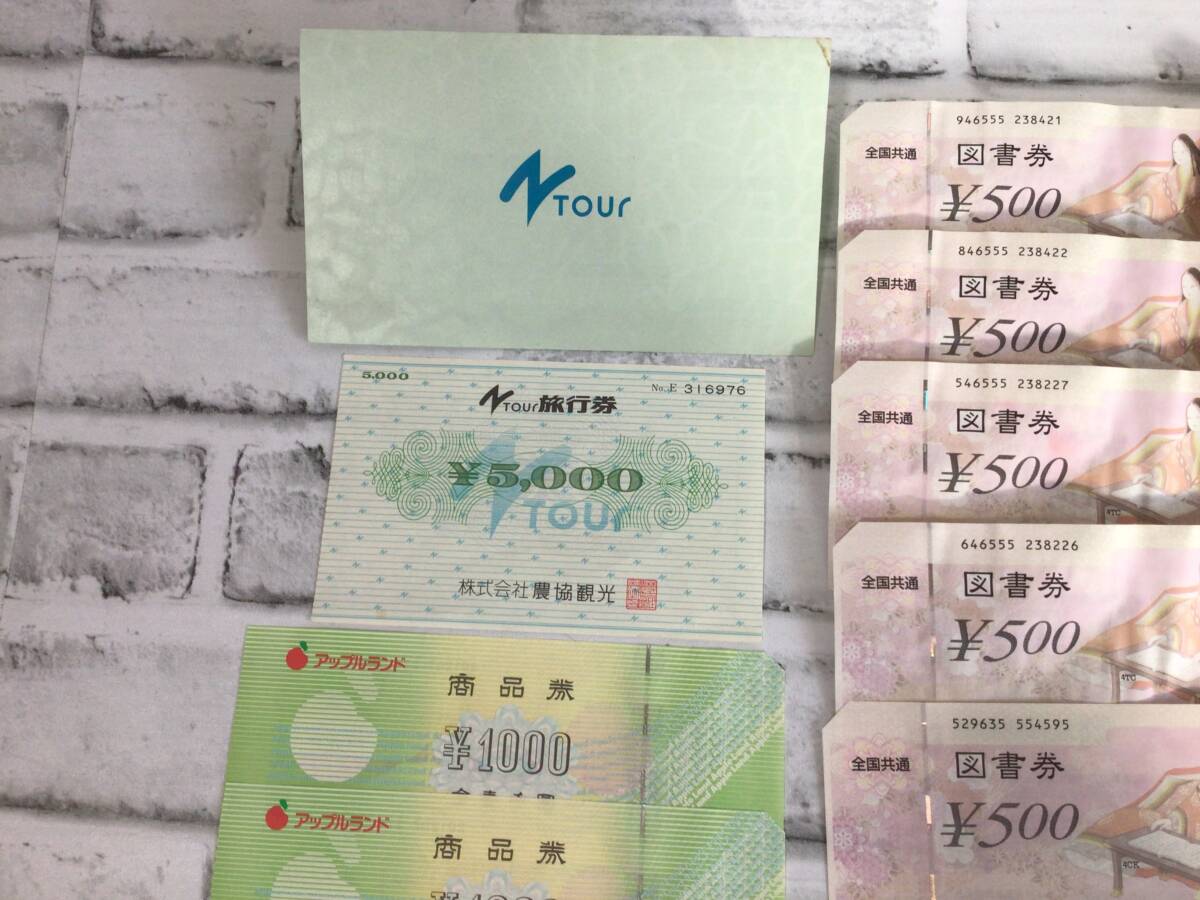 N TOUR
5,000
No. E 316976
N TOUR旅行券
¥5,000
N TOUR
株式会社農協観光
アップルランド
商品券
¥1000
アップルランド
商品券
946555 238421
全国共通
図書券
¥500
846555 238422
全国共通
図書券
¥500
546555 238227
全国共通
図書券
¥500
4TC
646555 238226
全国共通
図書券
¥500
4TC
529635 554595
全国共通
図書券
¥500
4CK